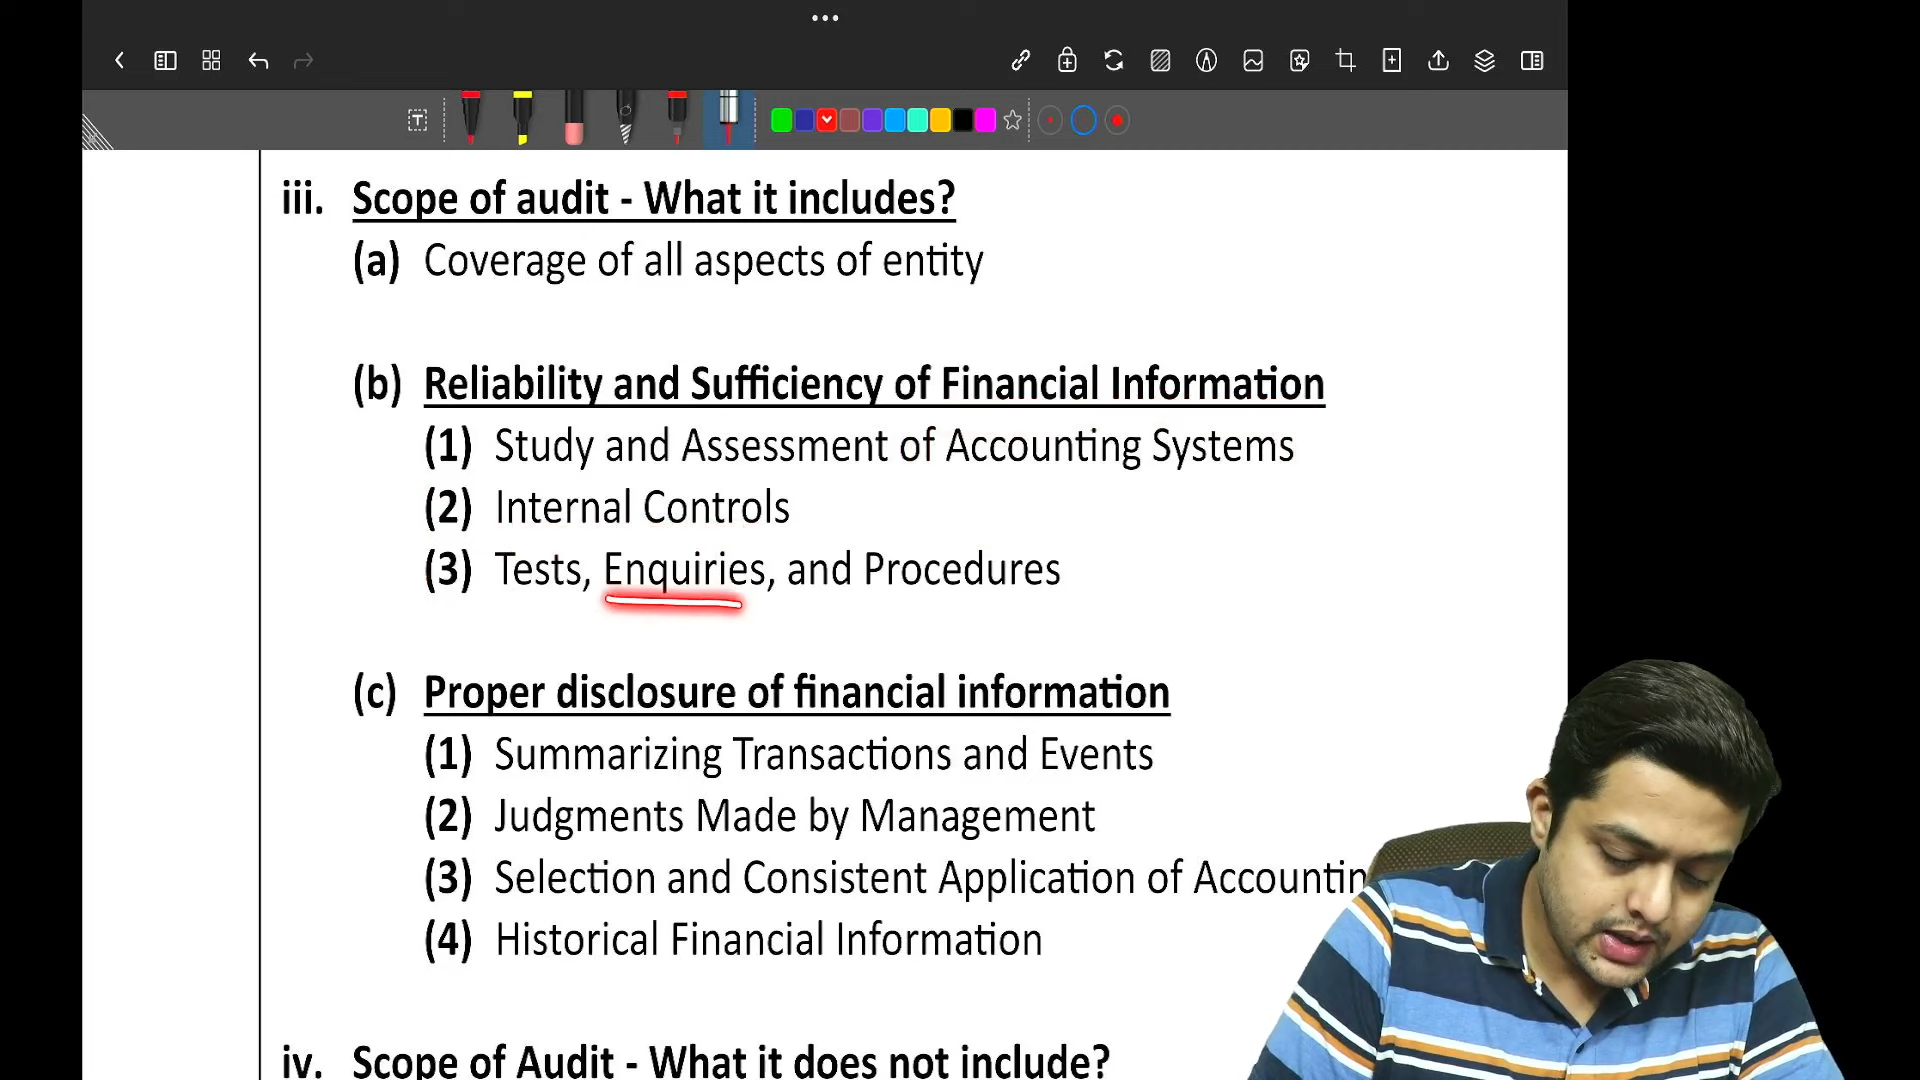 iii. Scope of audit - What it includes?
(a) Coverage of all aspects of entity
(b) Reliability and Sufficiency of Financial Information
(1) Study and Assessment of Accounting Systems
(2) Internal Controls
(3) Tests, Enquiries, and Procedures
(c) Proper disclosure of financial information
(1) Summarizing Transactions and Events
(2) Judgments Made by Management
(3) Selection and Consistent Application of
(4) Historical Financial Information
iv. Scope of Audit - What it does not include?